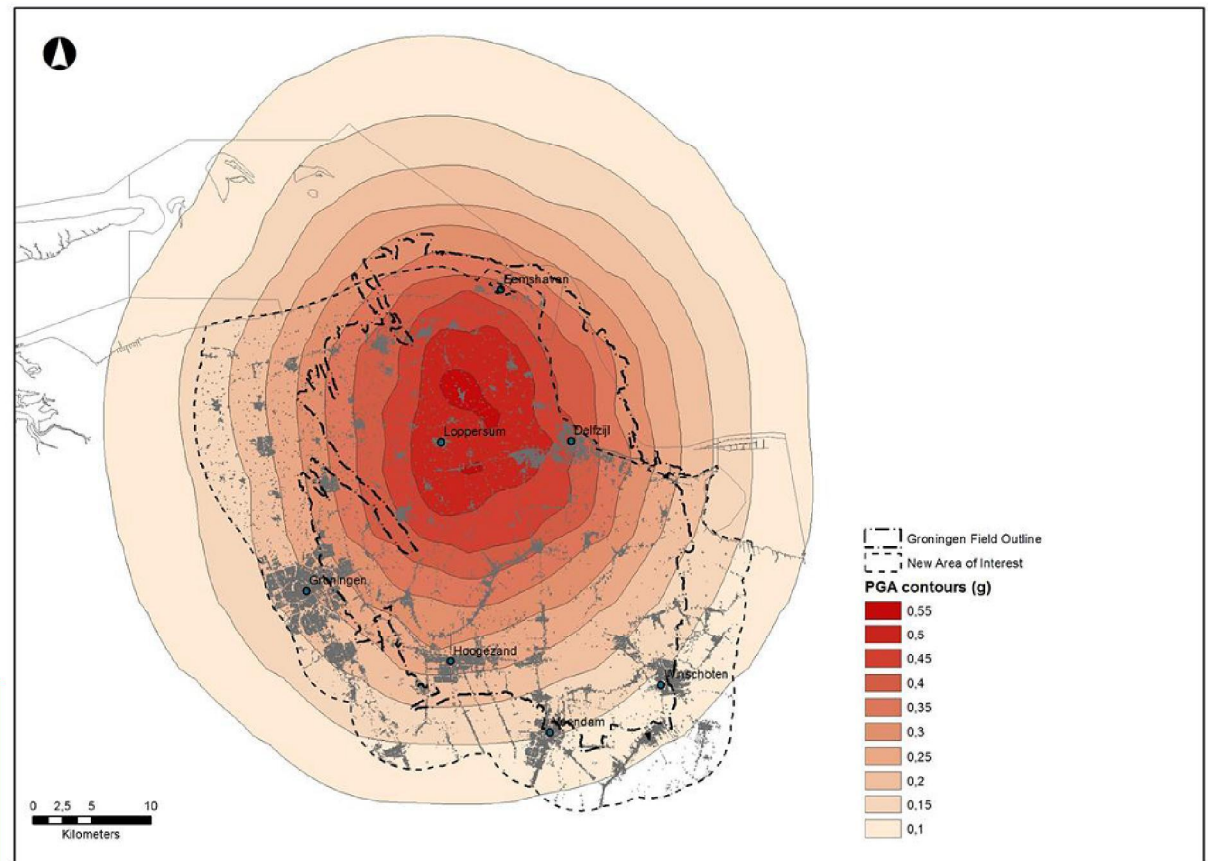 Eemshaven
Loppersum
Delfzijl
Groningen
Hoogezand
Winschoten
Veendam
Groningen Field Outline
New Area of Interest
PGA contours (g)
0,55
0,5
0,45
0,4
0,35
0,3
0,25
0,2
0,15
0,1
0 2,5 5 10
Kilometers